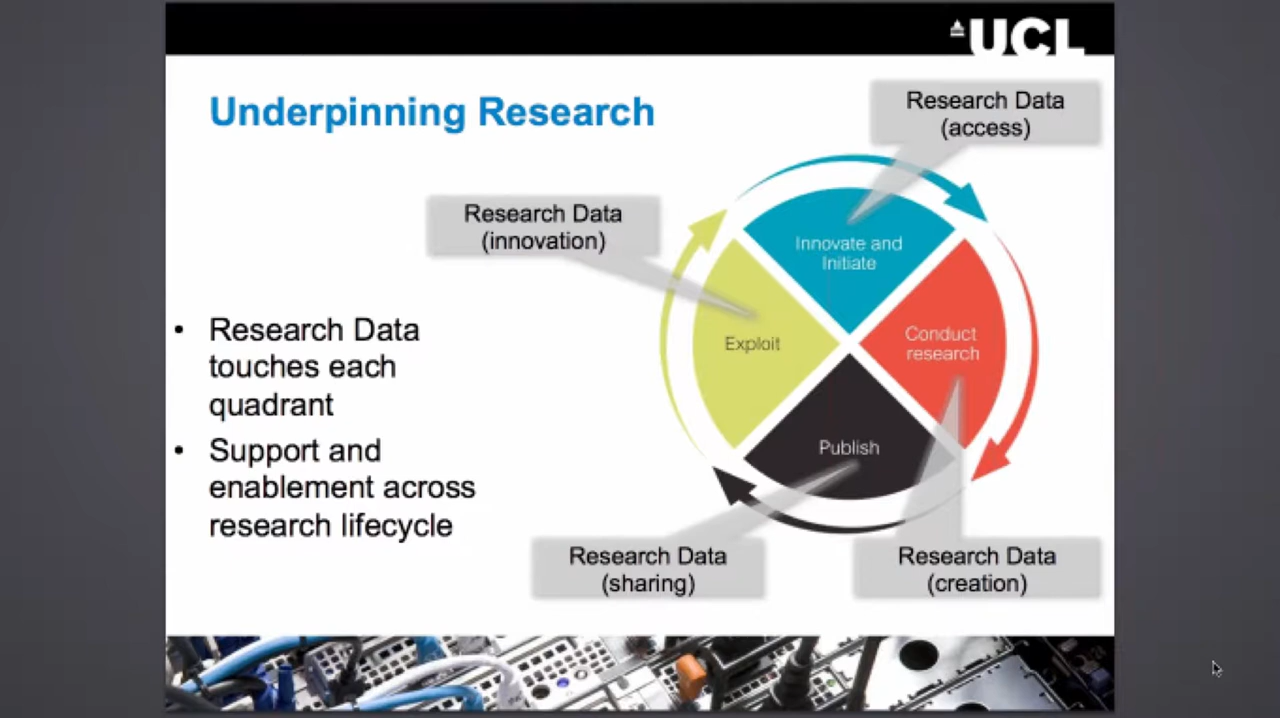 UCL
Underpinning Research
Research Data
(access)
Research Data
(innovation)
Innovate and
Initiate
Exploit
Conduct
research
Publish
• Research Data
touches each
quadrant
• Support and
enablement across
research lifecycle
Research Data
(sharing)
Research Data
(creation)